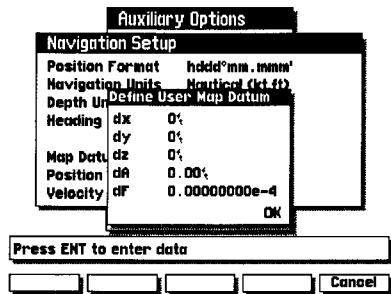 Auxiliary Options
Navigation Setup
Position Format hddd°mm.mmm'
Navigation Units Nautical (kt,ft)
Depth Un
Heading
Define User Map Datum
dx 0
dy 0
dz 0
dA 0.00
dF 0.00000000e-4
OK
Map Datu
Position
Velocity
Press ENT to enter data
Cancel